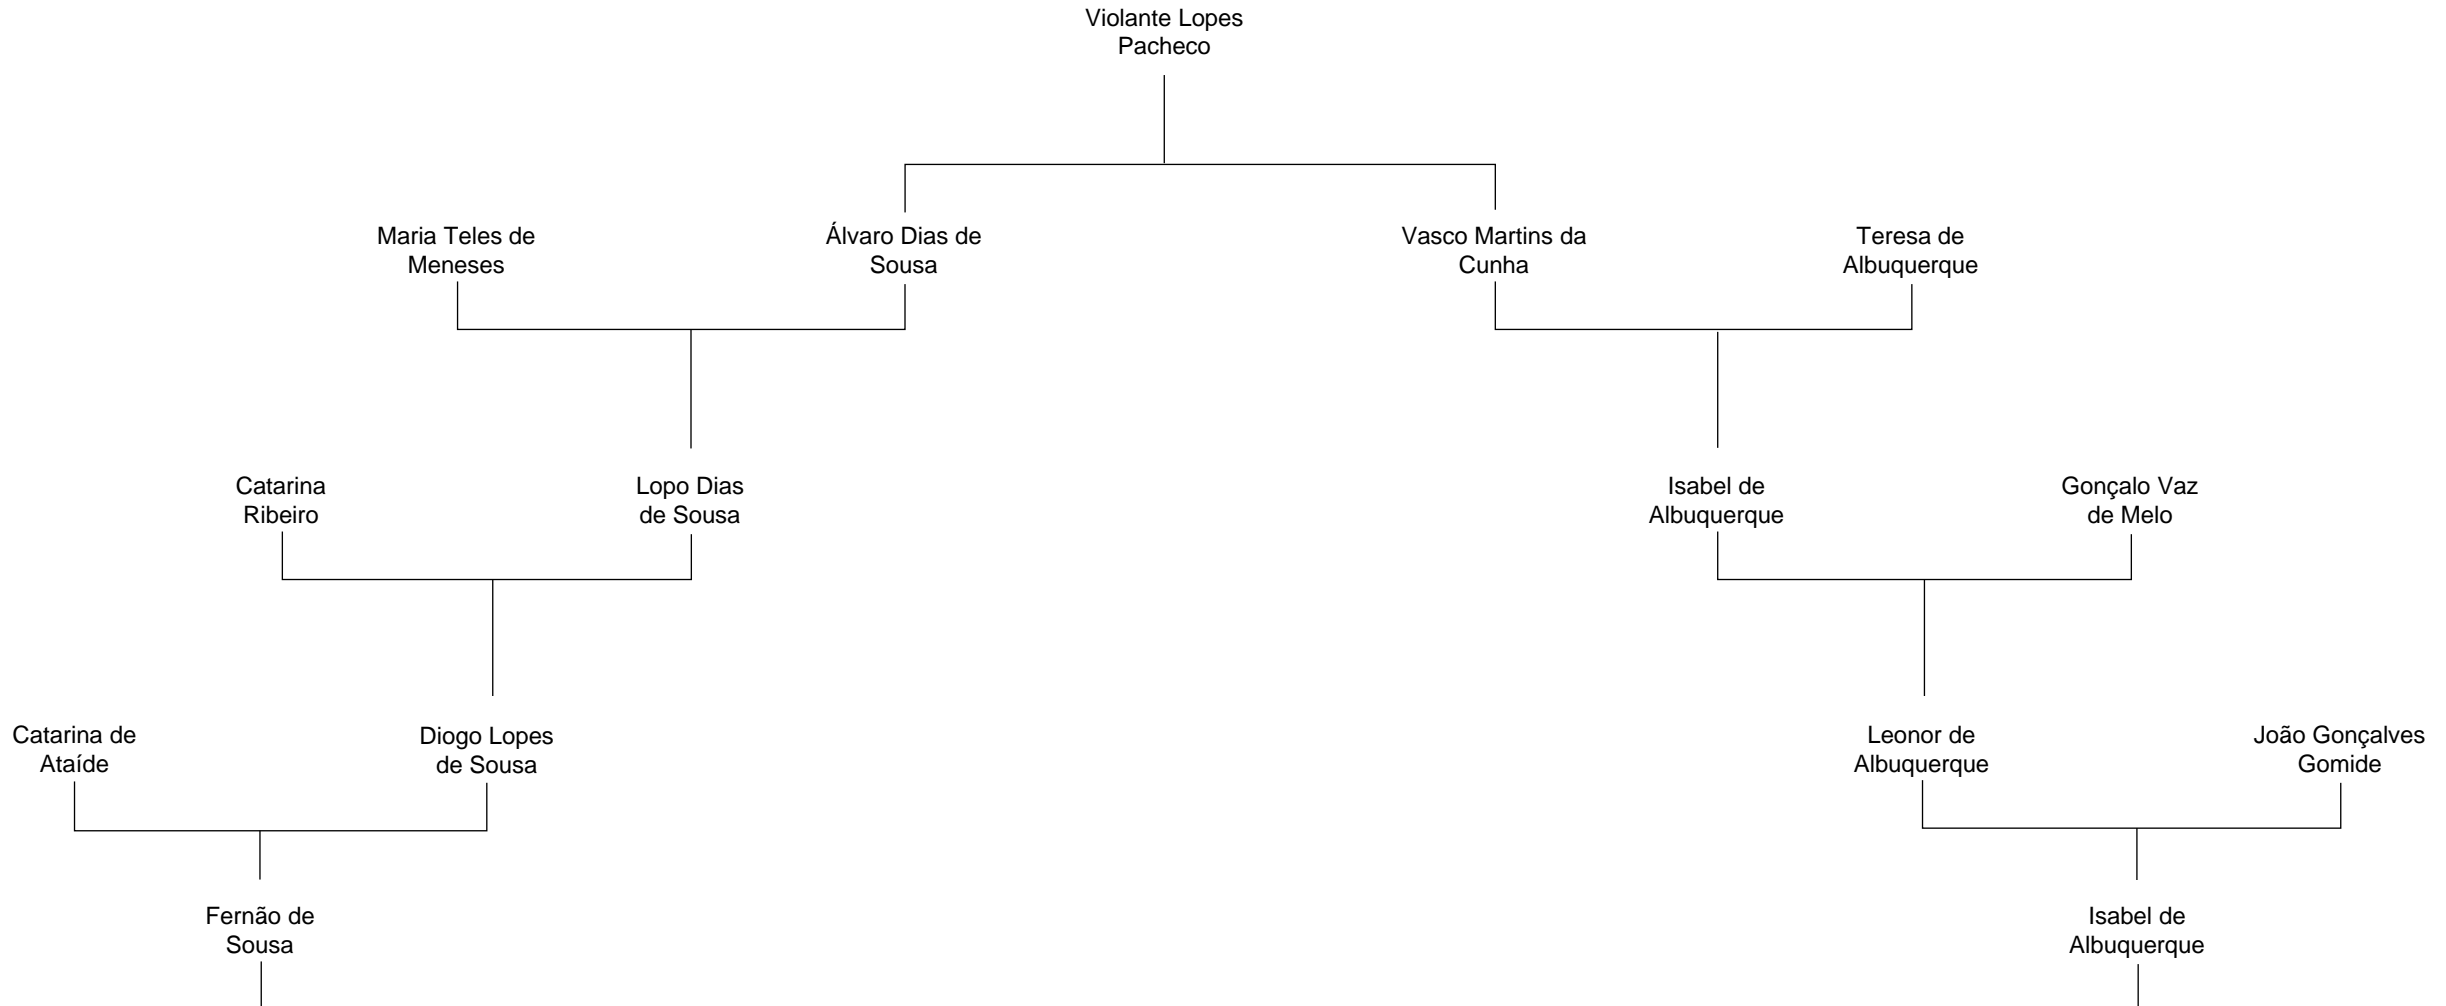 Violante Lopes
Pacheco
Maria Teles de
Meneses
Álvaro Dias de
Sousa
Vasco Martins da
Cunha
Teresa de
Albuquerque
Catarina
Ribeiro
Lopo Dias
de Sousa
Isabel de
Albuquerque
Gonçalo Vaz
de Melo
Catarina de
Ataíde
Diogo Lopes
de Sousa
Leonor de
Albuquerque
João Gonçalves
Gomide
Fernão de
Sousa
Isabel de
Albuquerque